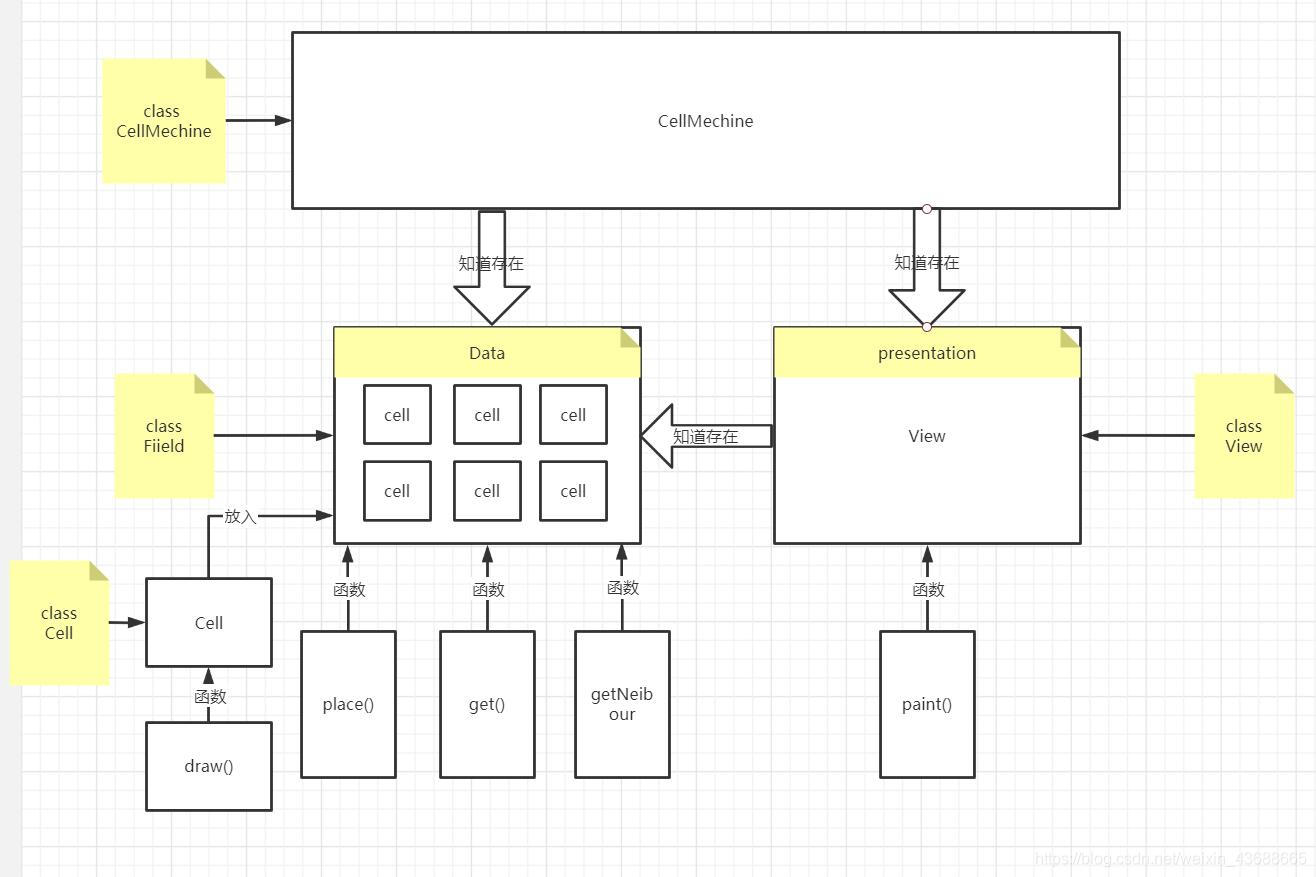 class
CellMechine
CellMechine
知道存在
知道存在
Data
presentation
cell
cell
cell
class
Fiield
知道存在
View
class
View
cell
cell
cell
放入
函数
函数
函数
函数
class
Cell
Cell
函数
place()
get()
getNeib
our
paint()
draw()
https://blog.csdn.net/weixin_43688665